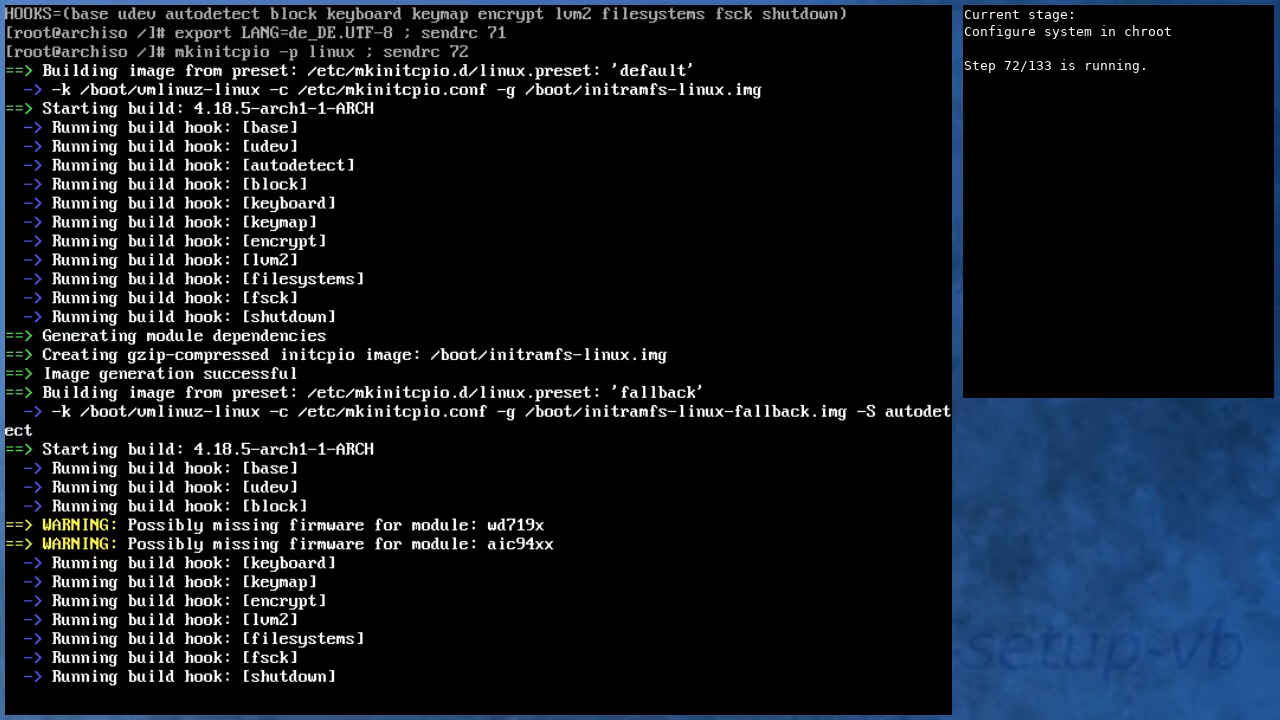 HOOKS=(base udev autodetect block keyboard keymap encrypt lvm2 filesystems fsck shutdown)
[root@archiso /]# export LANG=de_DE.UTF-8 ; sendrc 71
[root@archiso /]# mkinitcpio -p linux ; sendrc 72
==> Building image from preset: /etc/mkinitcpio.d/linux.preset: 'default'
  -> -k /boot/vmlinuz-linux -c /etc/mkinitcpio.conf -g /boot/initramfs-linux.img
==> Starting build: 4.18.5-arch1-1-ARCH
  -> Running build hook: [base]
  -> Running build hook: [udev]
  -> Running build hook: [autodetect]
  -> Running build hook: [block]
  -> Running build hook: [keyboard]
  -> Running build hook: [keymap]
  -> Running build hook: [encrypt]
  -> Running build hook: [lvm2]
  -> Running build hook: [filesystems]
  -> Running build hook: [fsck]
  -> Running build hook: [shutdown]
==> Generating module dependencies
==> Creating gzip-compressed initcpio image: /boot/initramfs-linux.img
==> Image generation successful
==> Building image from preset: /etc/mkinitcpio.d/linux.preset: 'fallback'
  -> -k /boot/vmlinuz-linux -c /etc/mkinitcpio.conf -g /boot/initramfs-linux-fallback.img -S autodet
ect
==> Starting build: 4.18.5-arch1-1-ARCH
  -> Running build hook: [base]
  -> Running build hook: [udev]
  -> Running build hook: [block]
==> WARNING: Possibly missing firmware for module: wd719x
==> WARNING: Possibly missing firmware for module: aic94xx
  -> Running build hook: [keyboard]
  -> Running build hook: [keymap]
  -> Running build hook: [encrypt]
  -> Running build hook: [lvm2]
  -> Running build hook: [filesystems]
  -> Running build hook: [fsck]
  -> Running build hook: [shutdown]
Current stage:
Configure system in chroot
Step 72/133 is running.
setup-vb